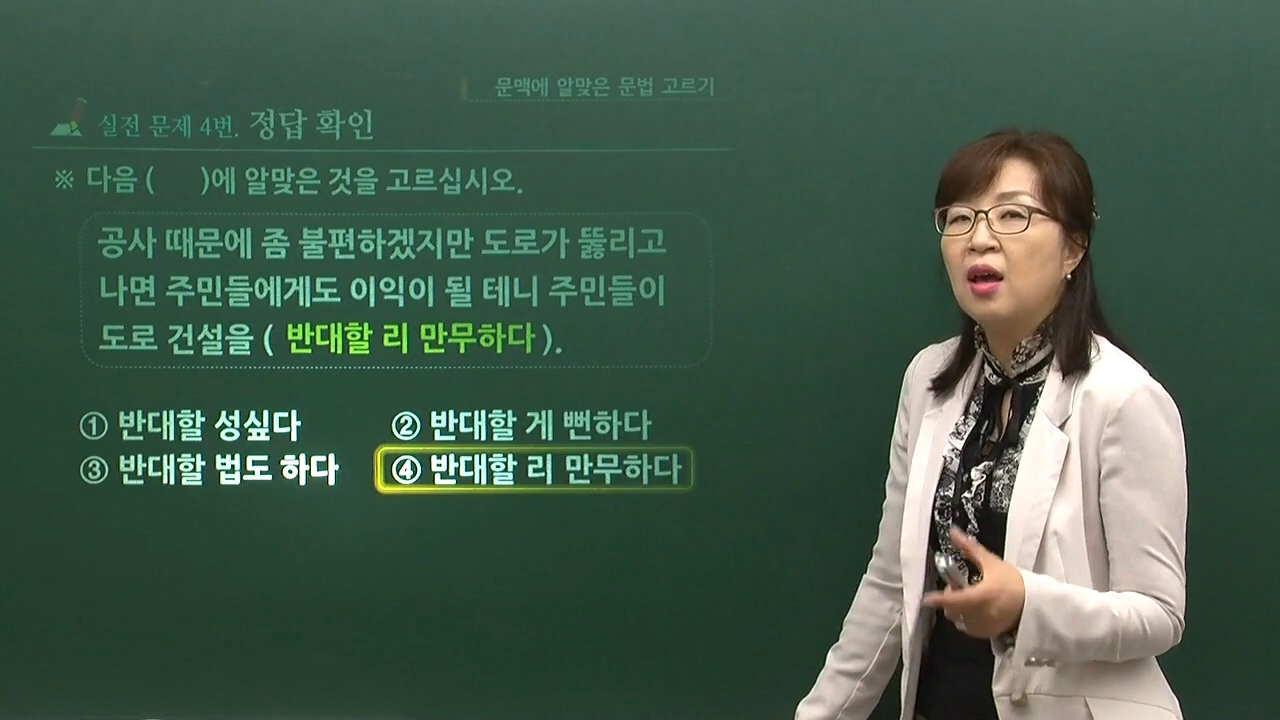 문맥에 알맞은 문법 고르기
실전 문제 4번. 정답 확인
※ 다음 (     )에 알맞은 것을 고르십시오.
공사 때문에 좀 불편하겠지만 도로가 뚫리고
나면 주민들에게도 이익이 될 테니 주민들이
도로 건설을 ( 반대할 리 만무하다 ).
① 반대할 성싶다 ② 반대할 게 뻔하다
③ 반대할 법도 하다 ④ 반대할 리 만무하다